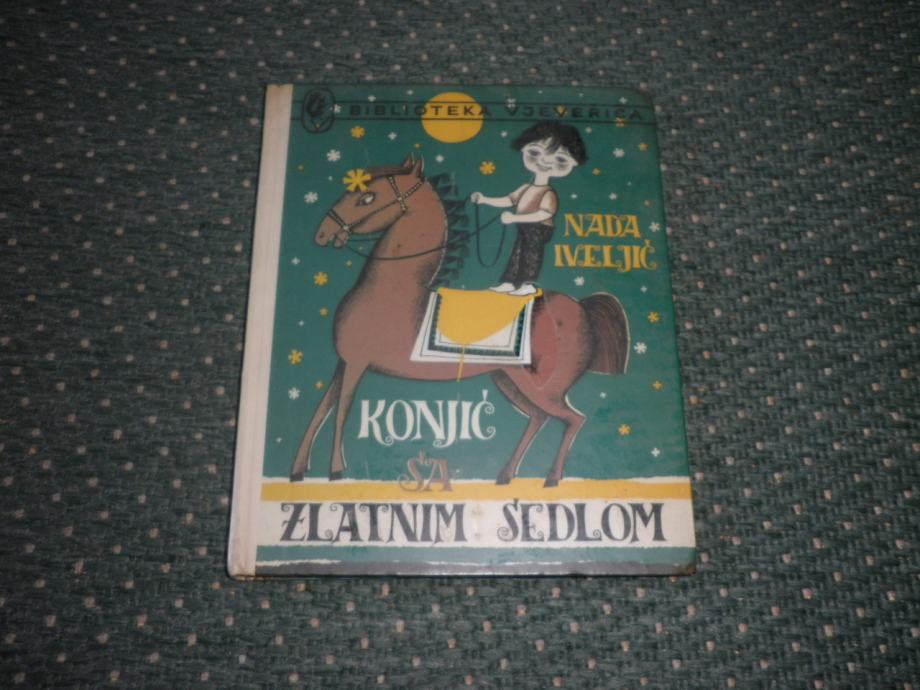 BIBLIOTEKA VJEVERICA
NADA
IVELJIĆ
KONJIĆ
SA
ZLATNIM SEDLOM